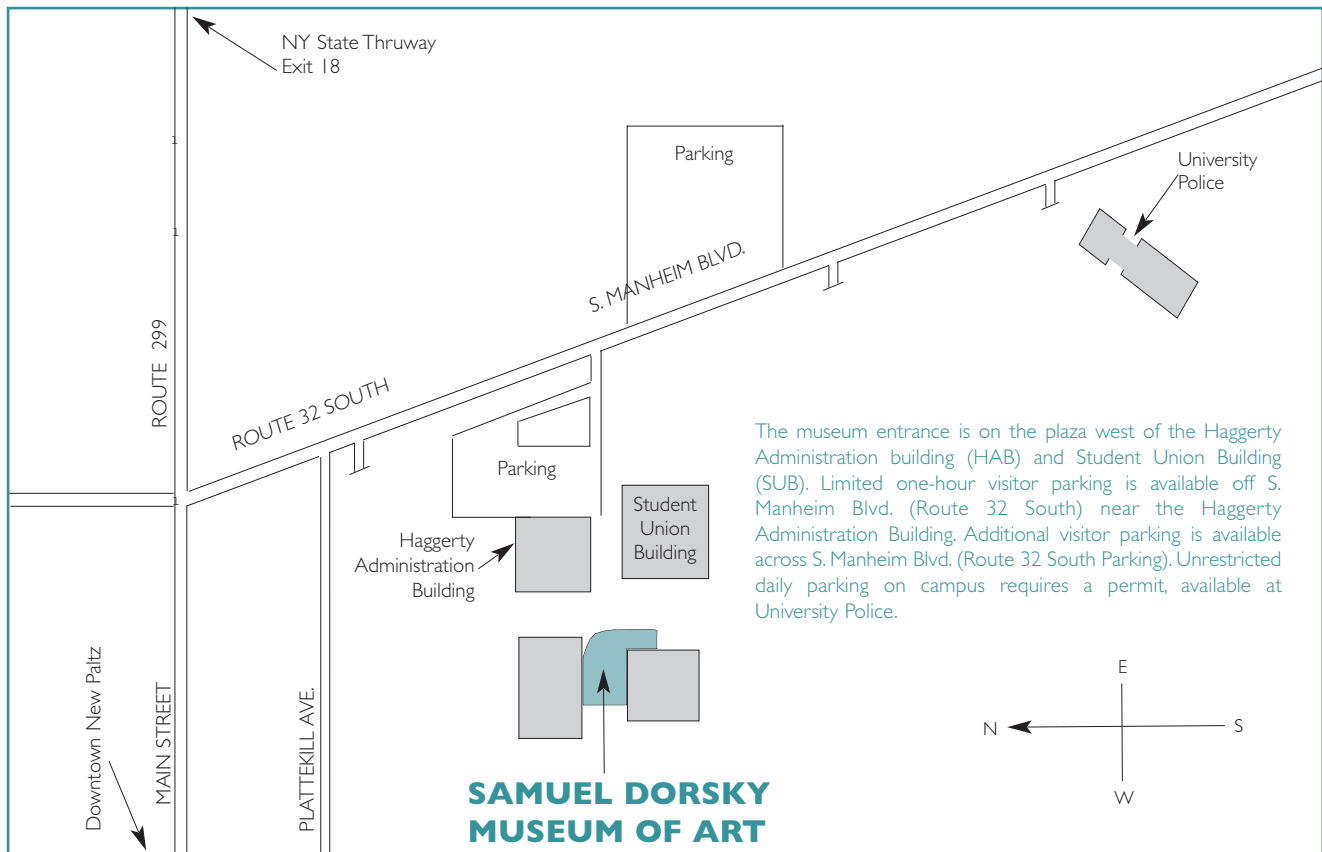 NY State Thruway
Exit 18
Parking
University
Police
1
1
S. MANHEIM BLVD.
ROUTE 299
ROUTE 32 SOUTH
1
Parking
The museum entrance is on the plaza west of the Haggerty
Administration building (HAB) and Student Union Building
(SUB). Limited one-hour visitor parking is available off S.
Manheim Blvd. (Route 32 South) near the Haggerty
Administration Building. Additional visitor parking is available
across S. Manheim Blvd. (Route 32 South Parking). Unrestricted
daily parking on campus requires a permit, available at
University Police.
Student
Union
Building
Haggerty
Administration
Building
Downtown New Paltz
MAIN STREET
PLATTEKILL AVE.
E
N
S
W
SAMUEL DORSKY
MUSEUM OF ART